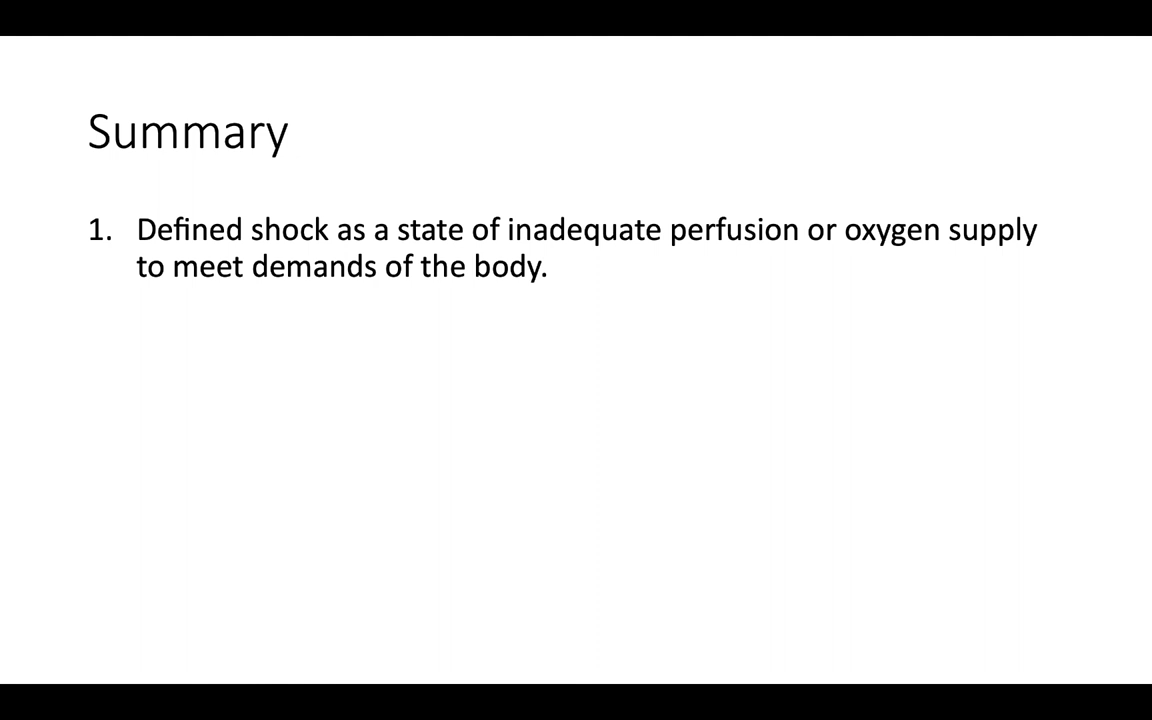 Summary
1. Defined shock as a state of inadequate perfusion or oxygen supply
to meet demands of the body.